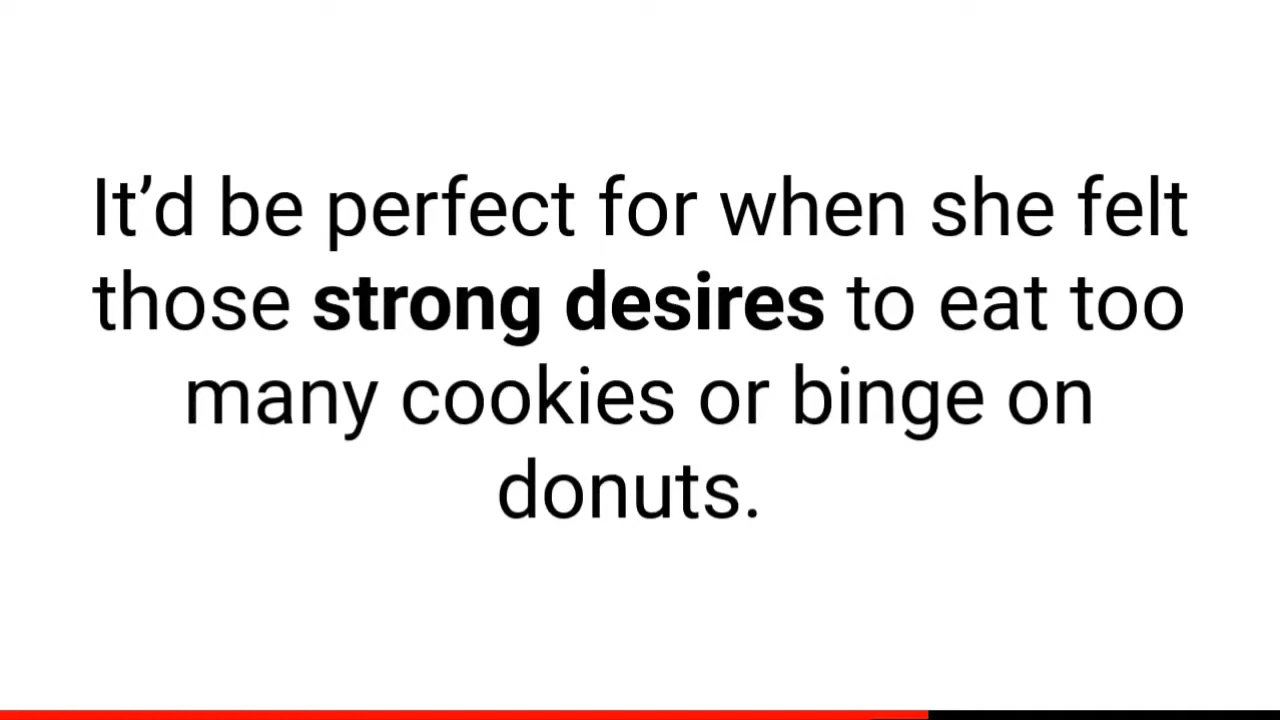 It’d be perfect for when she felt
those strong desires to eat too
many cookies or binge on
donuts.